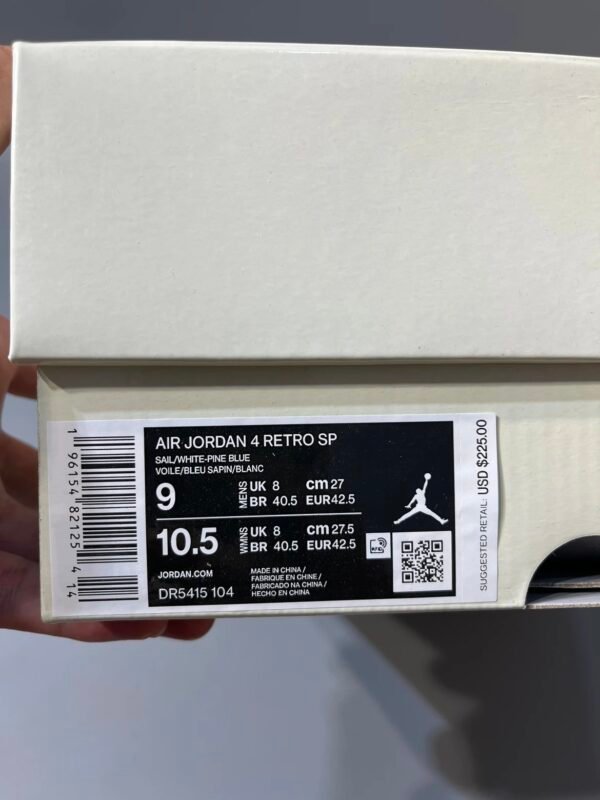 AIR JORDAN 4 RETRO SP
SAIL/WHITE-PINE BLUE
VOILE/BLEU SAPIN/BLANC
9 MENS UK 8 cm 27
BR 40.5 EUR 42.5
10.5 WMNS UK 8 cm 27.5
BR 40.5 EUR 42.5
JORDAN.COM
DR5415 104
MADE IN CHINA /
FABRIQUE EN CHINE /
FABRICADO NA CHINA /
HECHO EN CHINA
1 96154 82125 4 14
SUGGESTED RETAIL: USD $225.00